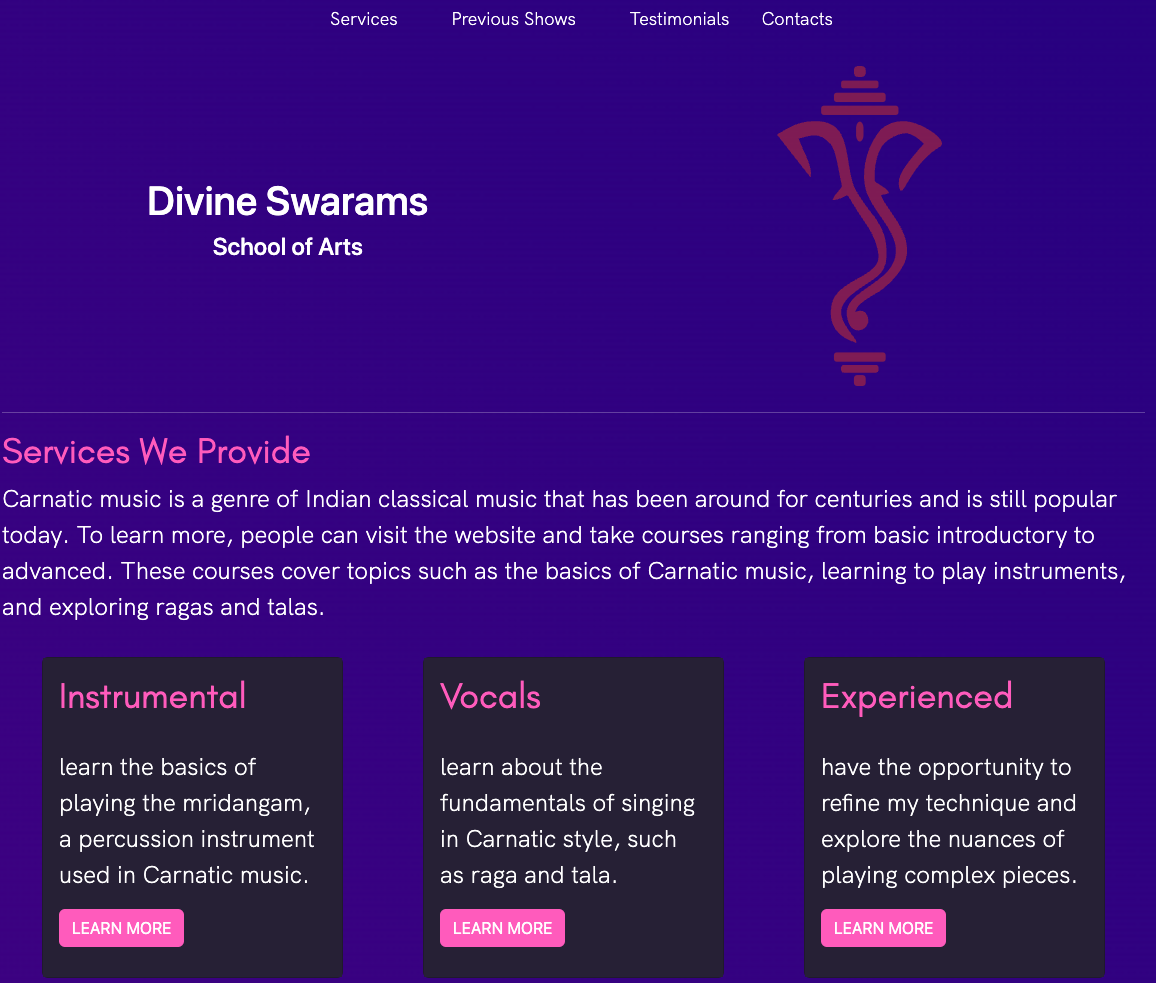 Services Previous Shows Testimonials Contacts
Divine Swarams
School of Arts
Services We Provide
Carnatic music is a genre of Indian classical music that has been around for centuries and is still popular
today. To learn more, people can visit the website and take courses ranging from basic introductory to
advanced. These courses cover topics such as the basics of Carnatic music, learning to play instruments,
and exploring ragas and talas.
Instrumental
learn the basics of
playing the mridangam,
a percussion instrument
used in Carnatic music.
LEARN MORE
Vocals
learn about the
fundamentals of singing
in Carnatic style, such
as raga and tala.
LEARN MORE
Experienced
have the opportunity to
refine my technique and
explore the nuances of
playing complex pieces.
LEARN MORE